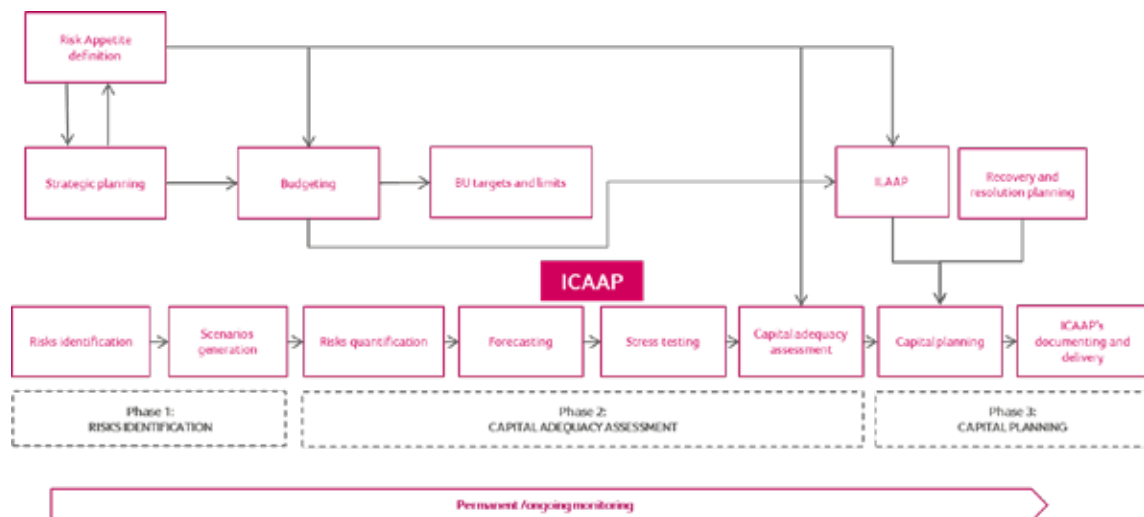 Risk Appetite
definition
Strategic planning
Budgeting
BU targets and limits
ILAAP
Recovery and
resolution planning
ICAAP
Risks identification
Scenarios
generation
Risks quantification
Forecasting
Stress testing
Capital adequacy
assessment
Capital planning
ICAAP's
documenting and
delivery
Phase 1:
RISKS IDENTIFICATION
Phase 2:
CAPITAL ADEQUACY ASSESSMENT
Phase 3:
CAPITAL PLANNING
Permanent /ongoing monitoring